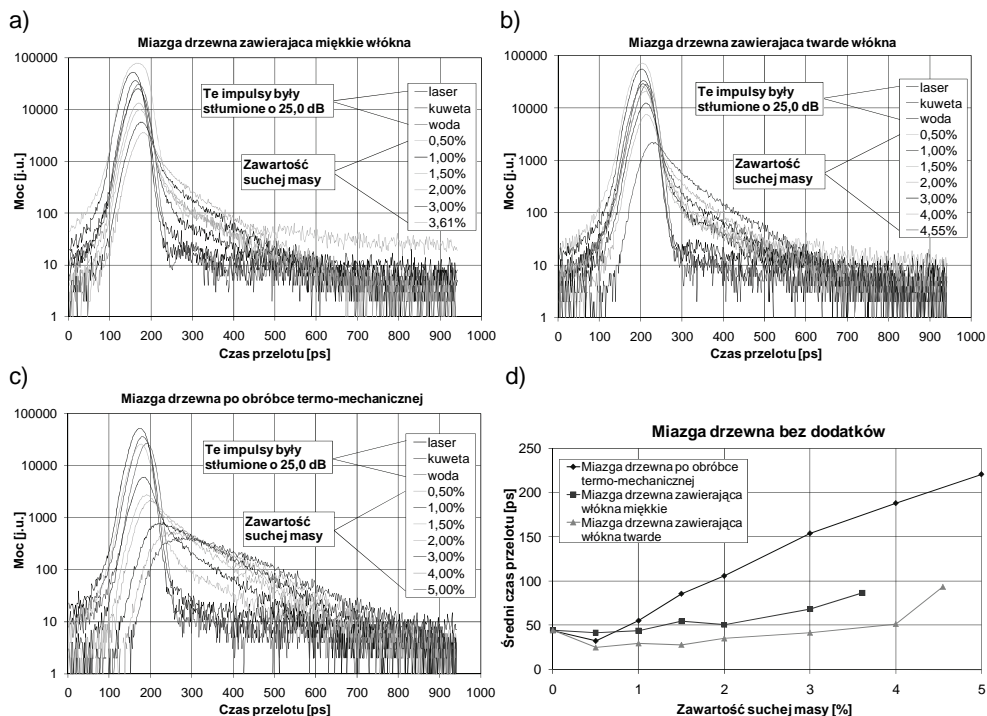 a)
Miazga drzewna zawierajaca miękkie włókna
100000
10000
1000
100
10
1
Moc [j.u.]
0 100 200 300 400 500 600 700 800 900 1000
Czas przelotu [ps]
Te impulsy były
stłumione o 25,0 dB
Zawartość
suchej masy
laser
kuweta
woda
0,50%
1,00%
1,50%
2,00%
3,00%
3,61%
b)
Miazga drzewna zawierajaca twarde włókna
100000
10000
1000
100
10
1
Moc [j.u.]
0 100 200 300 400 500 600 700 800 900 1000
Czas przelotu [ps]
Te impulsy były
stłumione o 25,0 dB
Zawartość
suchej masy
laser
kuweta
woda
0,50%
1,00%
1,50%
2,00%
3,00%
4,00%
4,55%
c)
Miazga drzewna po obróbce termo-mechanicznej
100000
10000
1000
100
10
1
Moc [j.u.]
0 100 200 300 400 500 600 700 800 900 1000
Czas przelotu [ps]
Te impulsy były
stłumione o 25,0 dB
Zawartość
suchej masy
laser
kuweta
woda
0,50%
1,00%
1,50%
2,00%
3,00%
4,00%
5,00%
d)
Miazga drzewna bez dodatków
250
200
150
100
50
0
Średni czas przelotu [ps]
Miazga drzewna po obróbce
termo-mechanicznej
Miazga drzewna zawierająca
włókna miękkie
Miazga drzewna zawierająca
włókna twarde
0 1 2 3 4 5
Zawartość suchej masy [%]